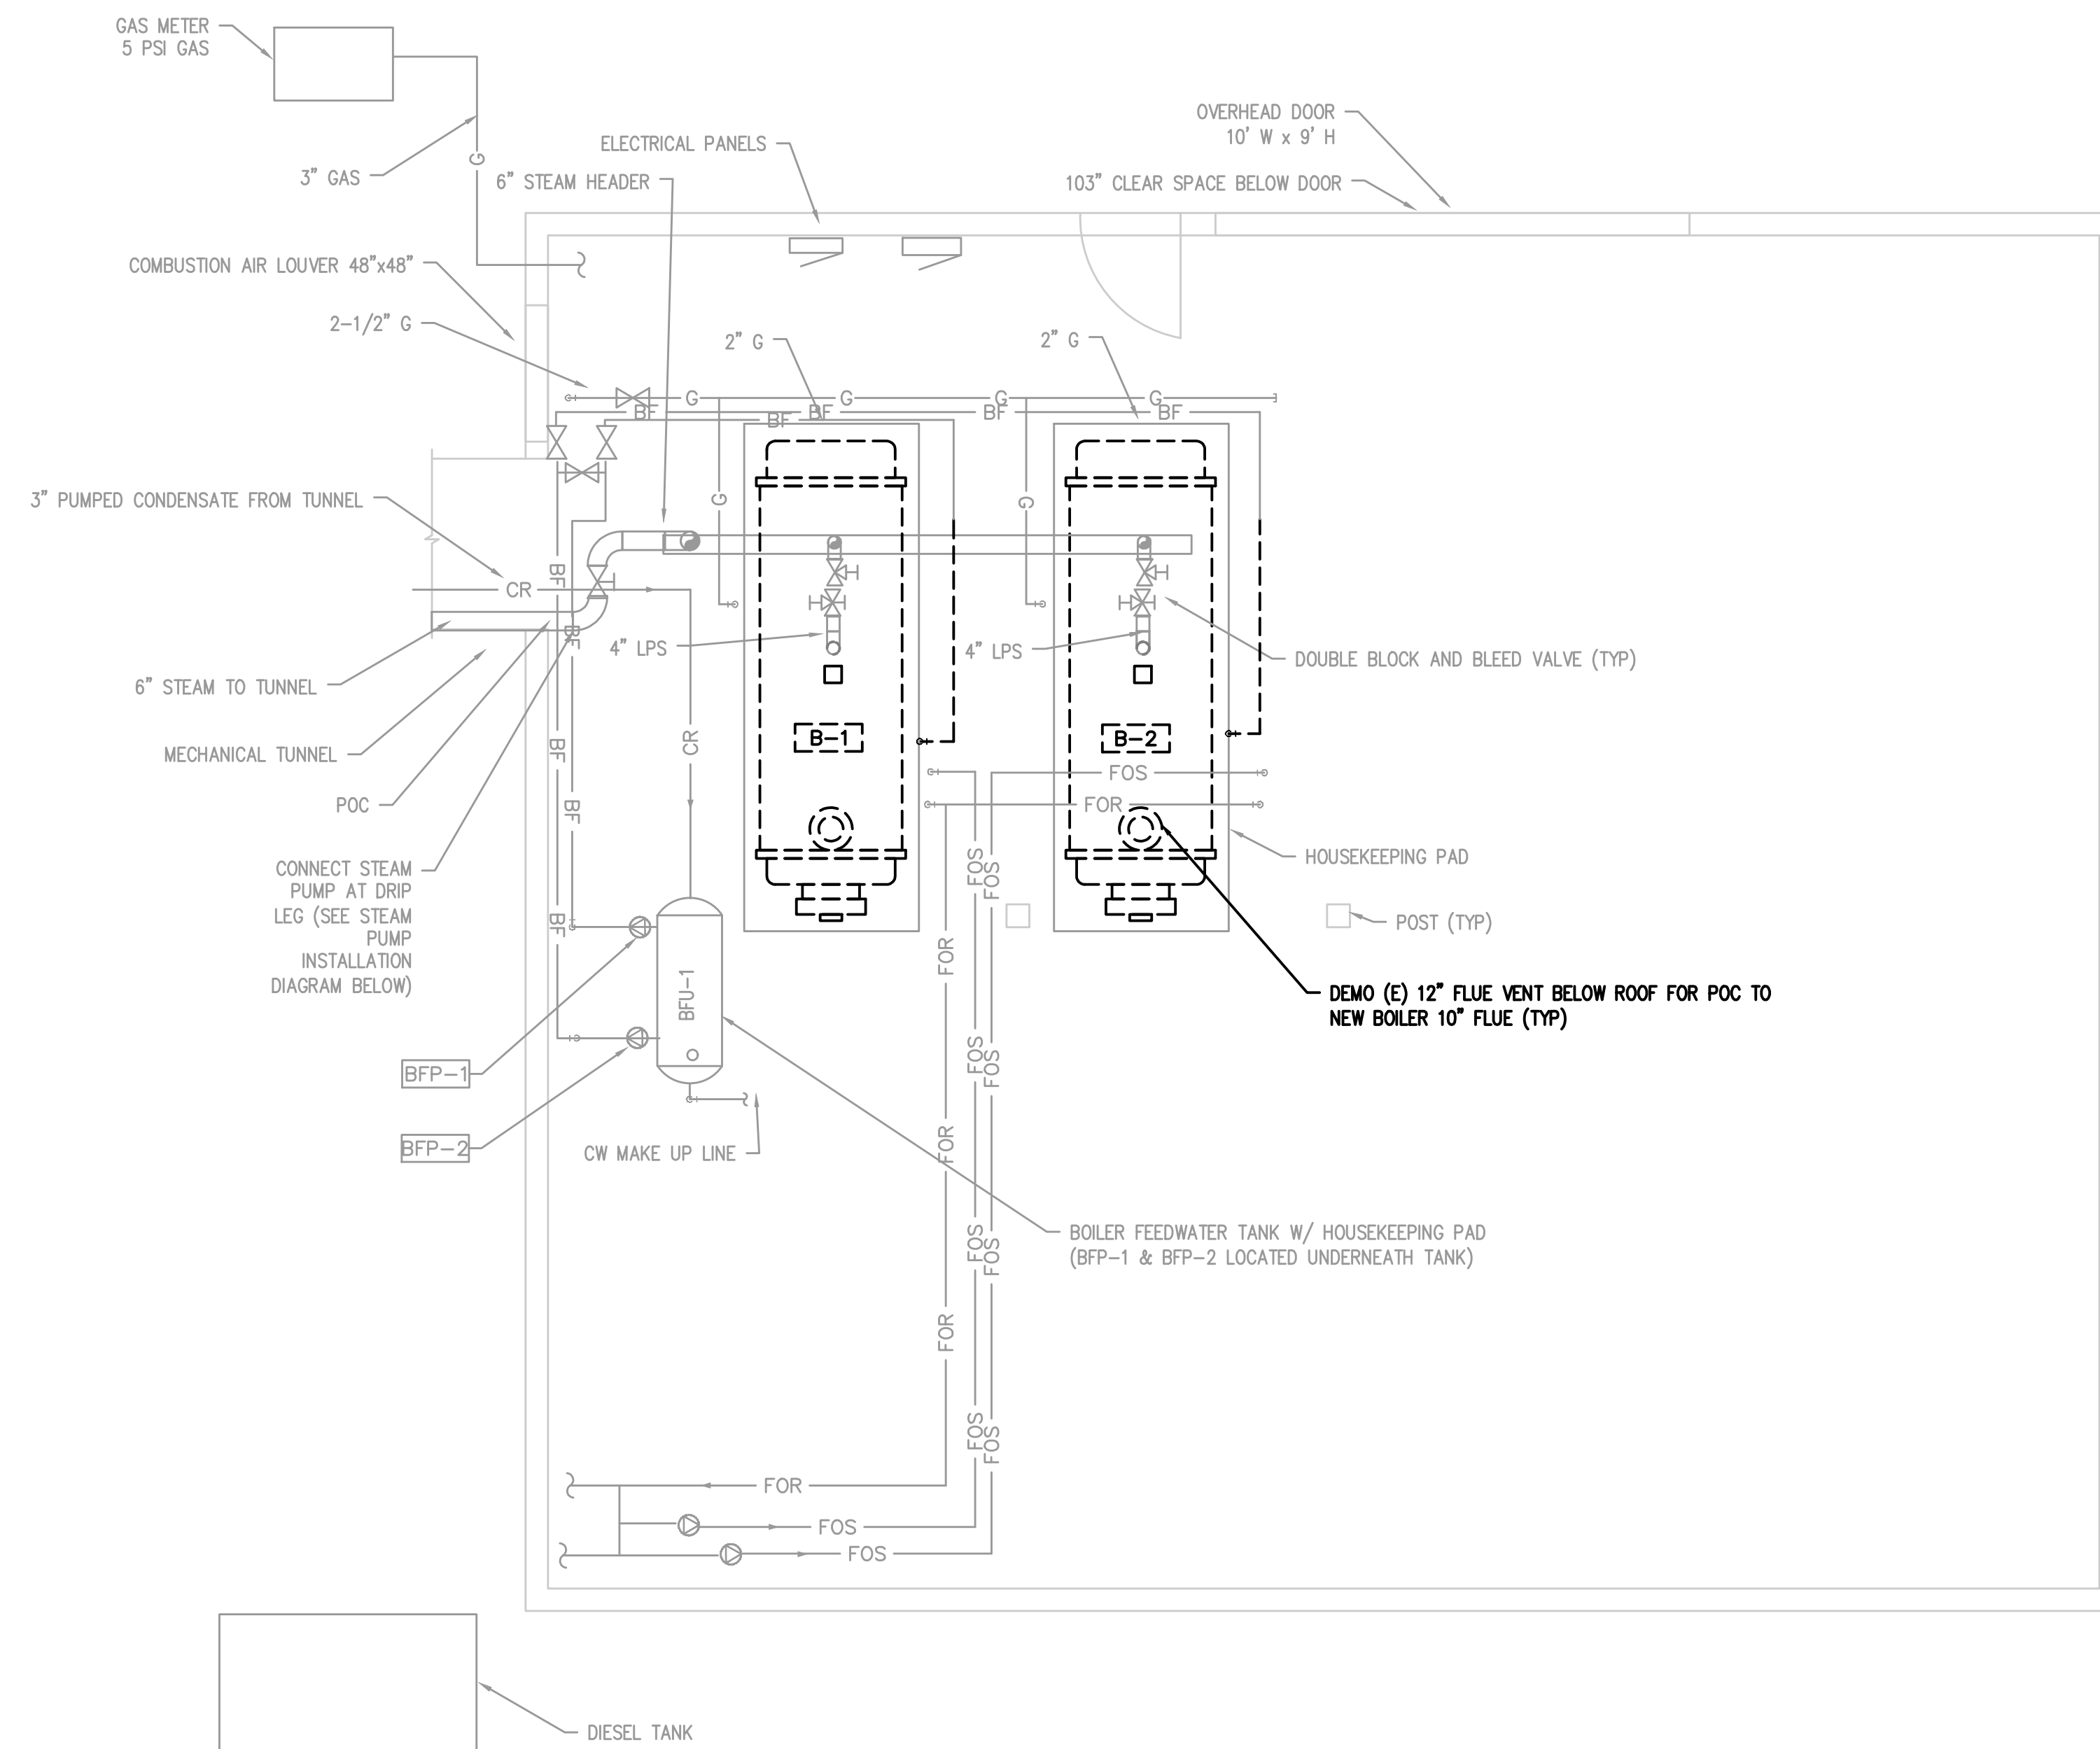 GAS METER
5 PSI GAS
3" GAS
G
ELECTRICAL PANELS
6" STEAM HEADER
OVERHEAD DOOR
10' W x 9' H
103" CLEAR SPACE BELOW DOOR
COMBUSTION AIR LOUVER 48"x48"
2-1/2" G
2" G
2" G
G
G
G
G
BF
BF
BF
BF
BF
G
G
3" PUMPED CONDENSATE FROM TUNNEL
CR
BF
BF
4" LPS
4" LPS
DOUBLE BLOCK AND BLEED VALVE (TYP)
6" STEAM TO TUNNEL
MECHANICAL TUNNEL
POC
CR
BF
BF
BF
B-1
B-2
FOS
FOR
CONNECT STEAM
PUMP AT DRIP
LEG (SEE STEAM
PUMP
INSTALLATION
DIAGRAM BELOW)
HOUSEKEEPING PAD
POST (TYP)
DEMO (E) 12" FLUE VENT BELOW ROOF FOR POC TO
NEW BOILER 10" FLUE (TYP)
BFU-1
BFP-1
BFP-2
CW MAKE UP LINE
FOR
FOR
FOR
FOS
FOS
FOS
FOS
FOS
FOS
FOS
FOS
BOILER FEEDWATER TANK W/ HOUSEKEEPING PAD
(BFP-1 & BFP-2 LOCATED UNDERNEATH TANK)
FOR
FOS
FOS
DIESEL TANK